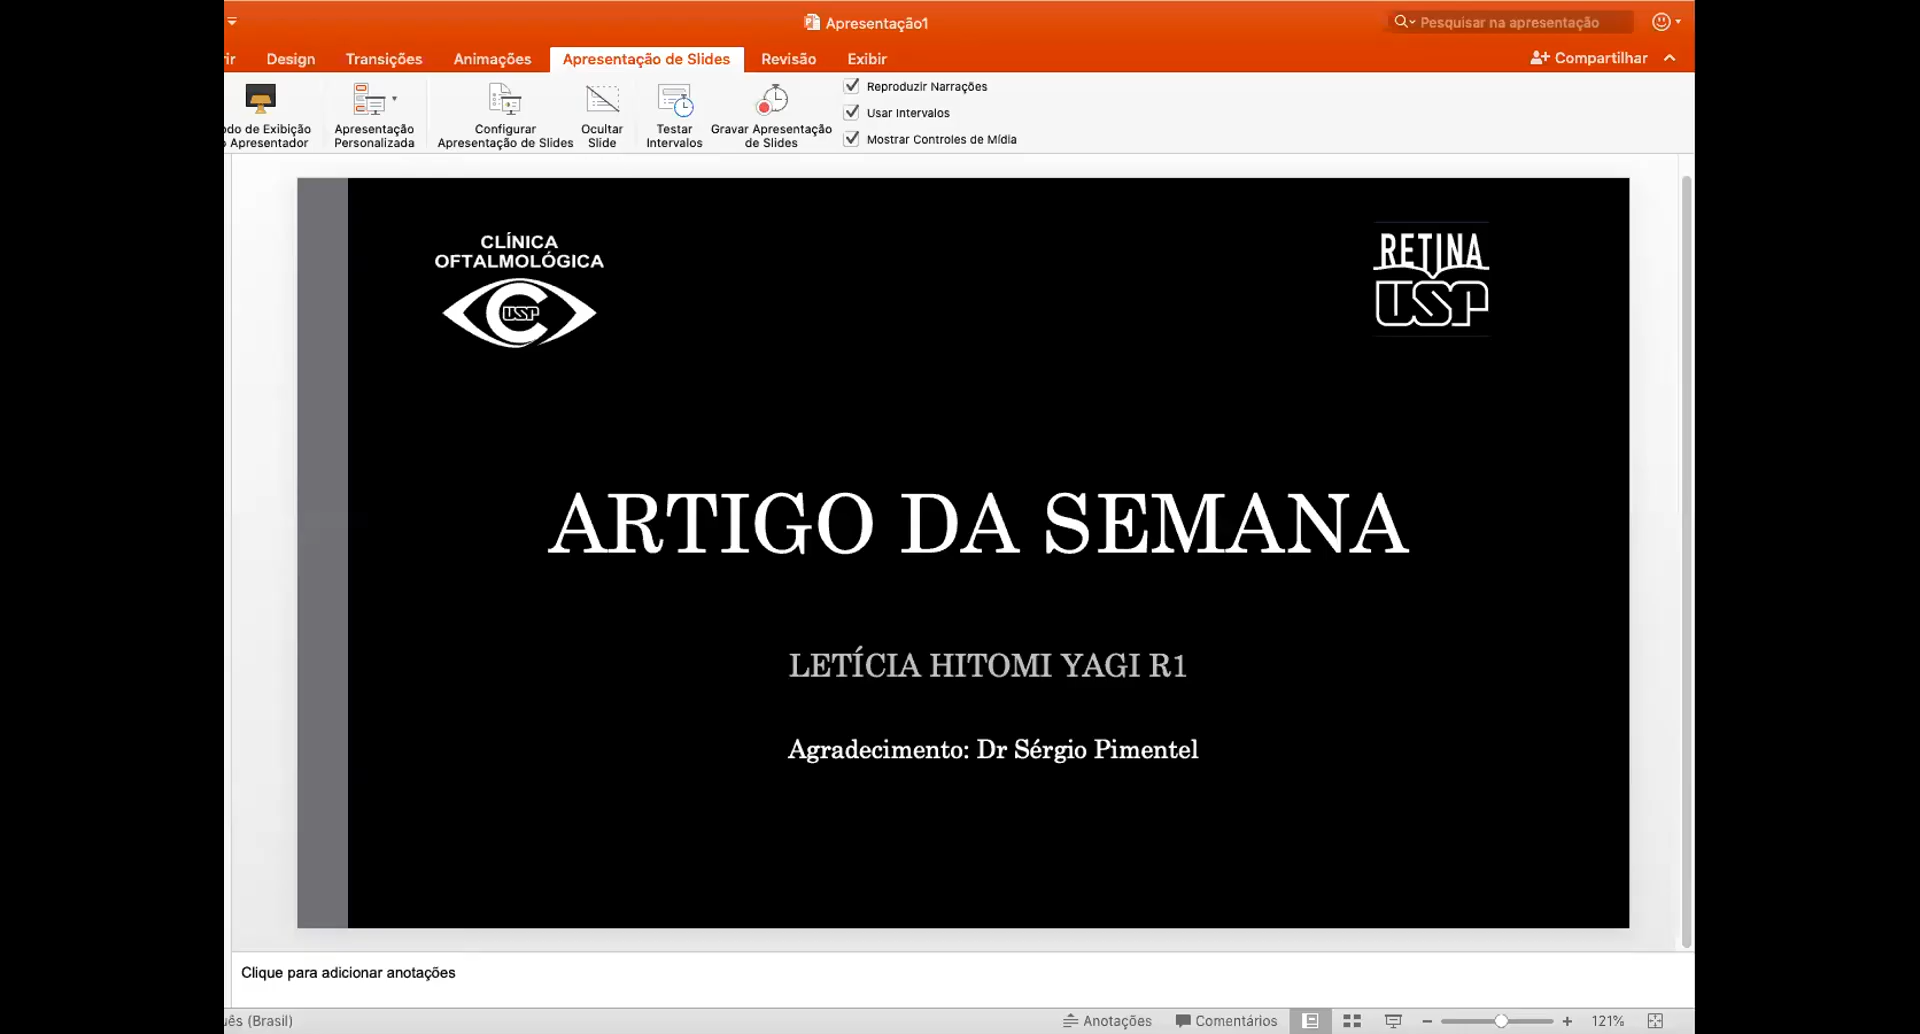 Apresentação1
Pesquisar na apresentação
Design
Transições
Animações
Apresentação de Slides
Revisão
Exibir
Compartilhar
de Exibição
Apresentador
Apresentação
Personalizada
Configurar
Apresentação de Slides
Ocultar
Slide
Testar
Intervalos
Gravar Apresentação
de Slides
Reproduzir Narrações
Usar Intervalos
Mostrar Controles de Mídia
CLÍNICA
OFTALMOLÓGICA
USP
RETINA
USP
ARTIGO DA SEMANA
LETÍCIA HITOMI YAGI R1
Agradecimento: Dr Sérgio Pimentel
Clique para adicionar anotações
(Brasil)
Anotações
Comentários
121%